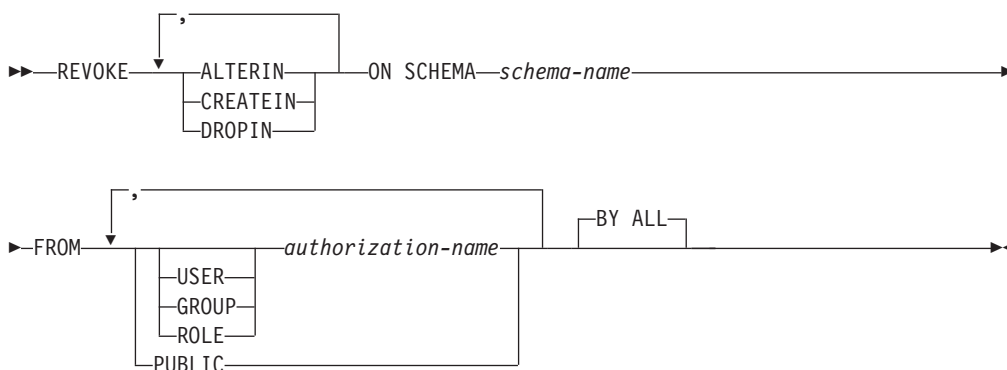 ,
REVOKE ALTERIN ON SCHEMA schema-name
CREATEIN
DROPIN
,
BY ALL
FROM authorization-name
USER
GROUP
ROLE
PUBLIC